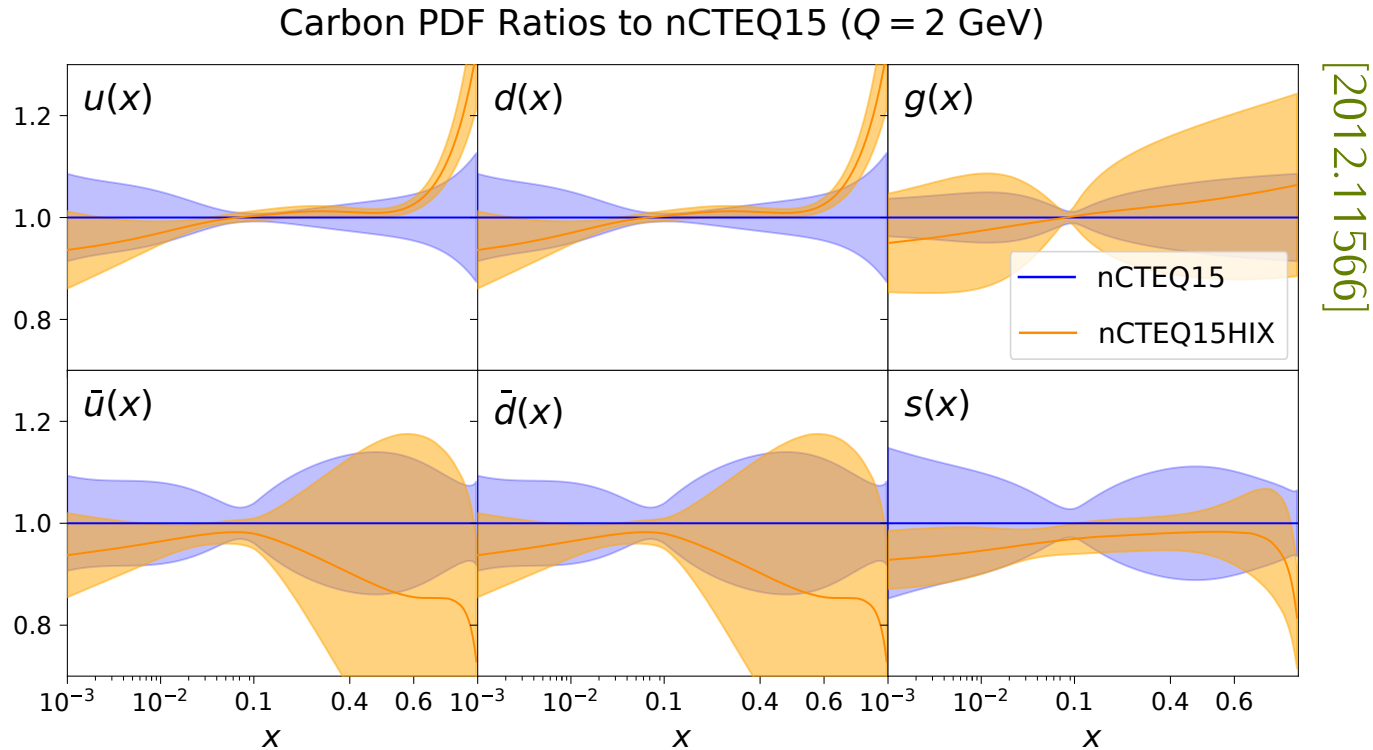 Carbon PDF Ratios to nCTEQ15 (Q = 2 GeV)
[2012.11566]
u(x)
d(x)
g(x)
1.2
1.0
0.8
nCTEQ15
nCTEQ15HIX
ū(x)
d̄(x)
s(x)
1.2
1.0
0.8
10⁻³ 10⁻² 0.1 0.4 0.6 10⁻³ 10⁻² 0.1 0.4 0.6 10⁻³ 10⁻² 0.1 0.4 0.6
x x x